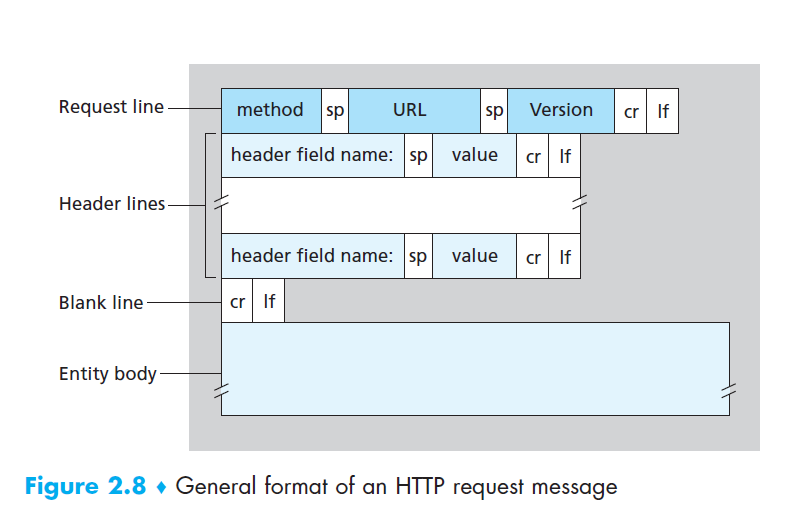 Request line method sp URL sp Version cr lf
header field name: sp value cr lf
Header lines
header field name: sp value cr lf
Blank line cr lf
Entity body
Figure 2.8 ♦ General format of an HTTP request message